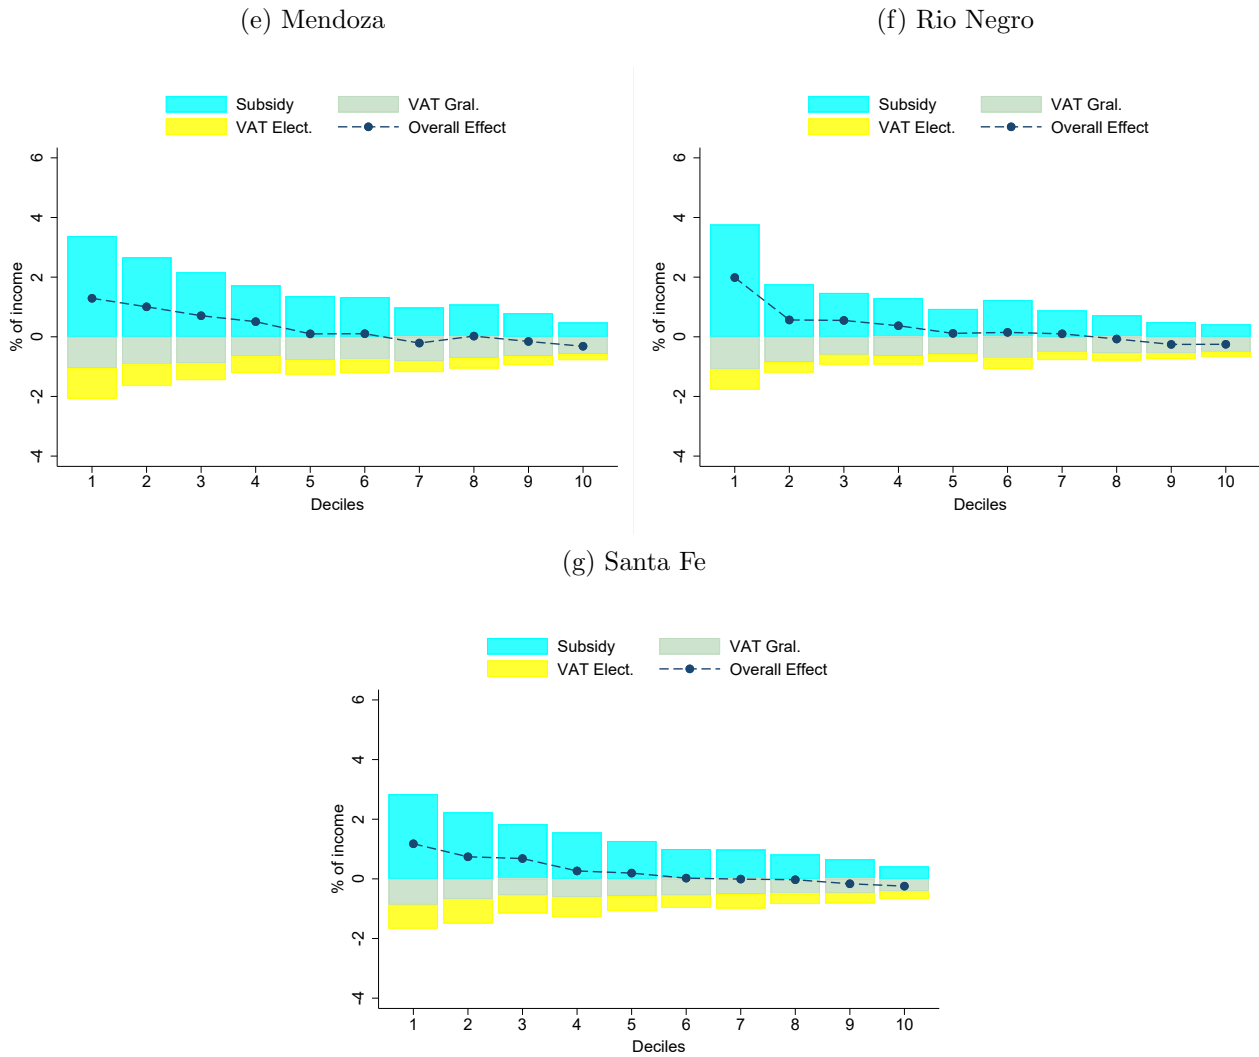 (e) Mendoza
Subsidy VAT Gral.
VAT Elect. Overall Effect
% of income
6
4
2
0
-2
-4
1 2 3 4 5 6 7 8 9 10
Deciles
(f) Rio Negro
Subsidy VAT Gral.
VAT Elect. Overall Effect
% of income
6
4
2
0
-2
-4
1 2 3 4 5 6 7 8 9 10
Deciles
(g) Santa Fe
Subsidy VAT Gral.
VAT Elect. Overall Effect
% of income
6
4
2
0
-2
-4
1 2 3 4 5 6 7 8 9 10
Deciles